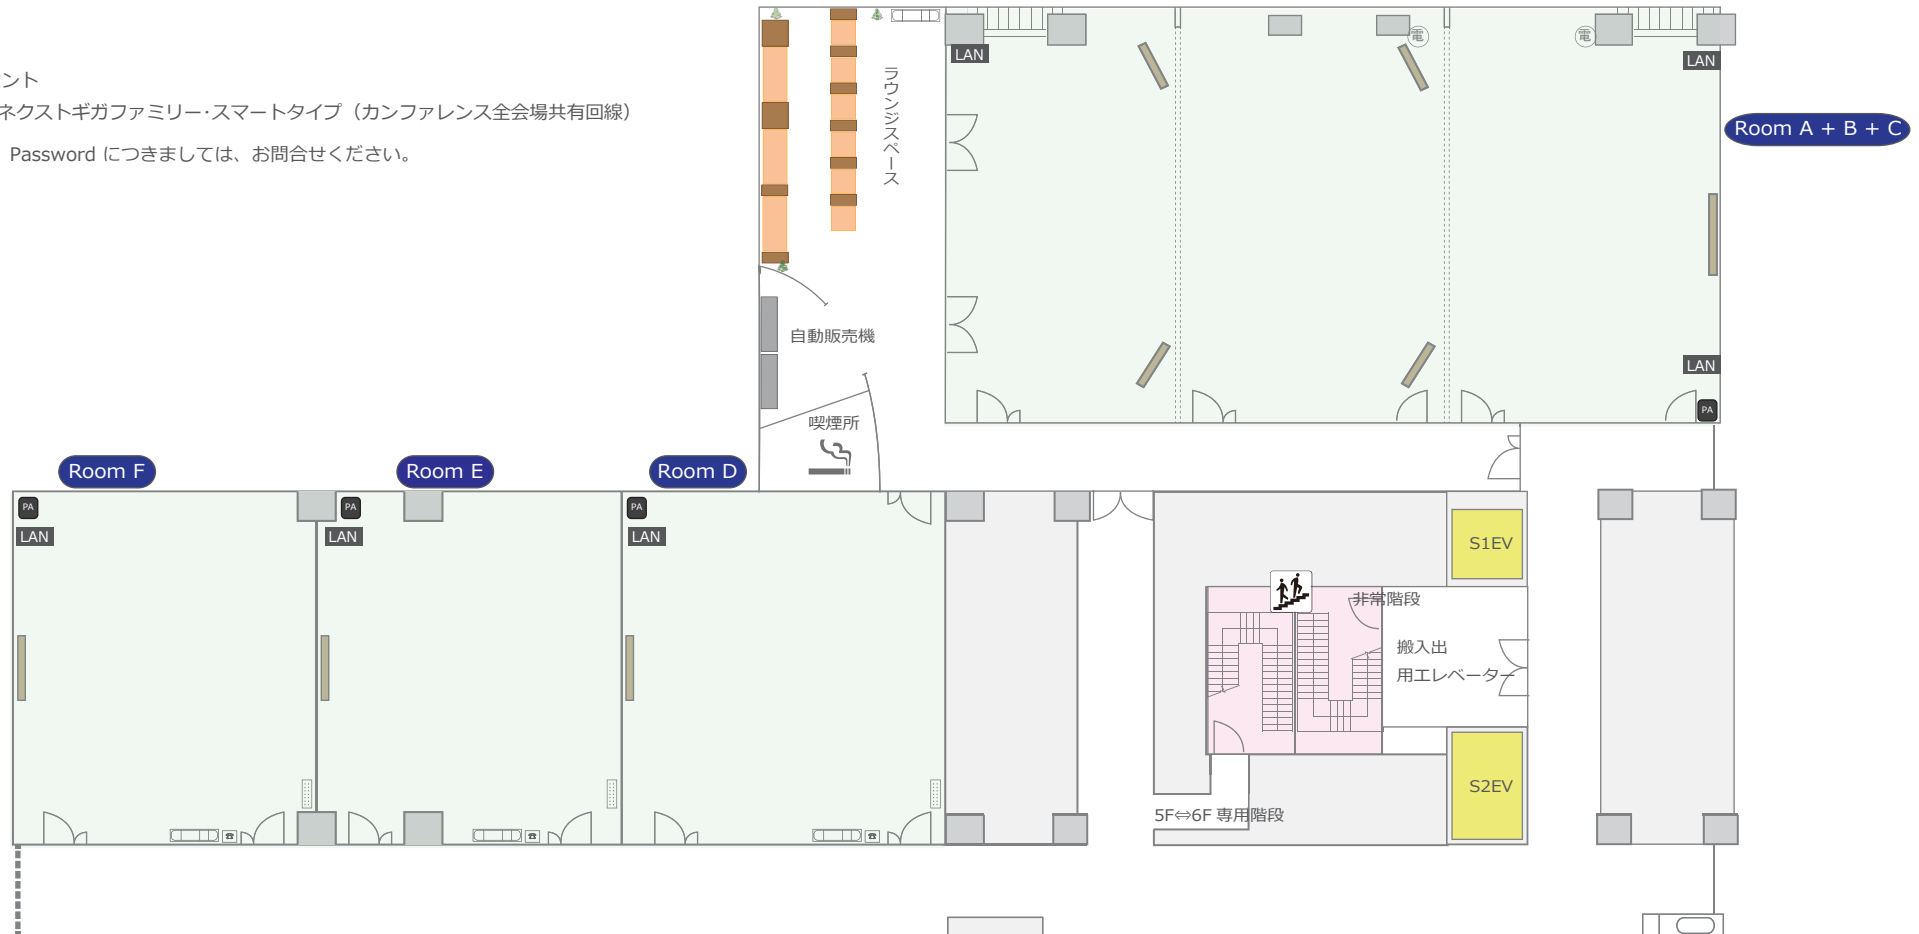 ント
ネクストギガファミリー・スマートタイプ（カンファレンス全会場共有回線）
Password につきましては、お問合せください。
ラウンジスペース
LAN
電
電
LAN
Room A + B + C
自動販売機
LAN
PA
喫煙所
Room F
Room E
Room D
PA
PA
PA
LAN
LAN
LAN
S1EV
非常階段
搬入出
用エレベーター
S2EV
5F⇔6F 専用階段